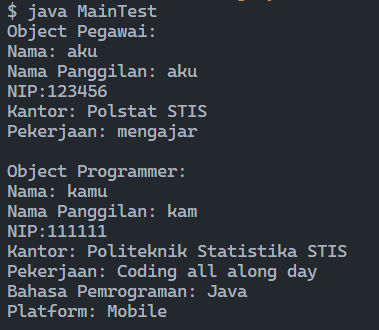 $ java MainTest
Object Pegawai:
Nama: aku
Nama Panggilan: aku
NIP:123456
Kantor: Polstat STIS
Pekerjaan: mengajar

Object Programmer:
Nama: kamu
Nama Panggilan: kam
NIP:111111
Kantor: Politeknik Statistika STIS
Pekerjaan: Coding all along day
Bahasa Pemrograman: Java
Platform: Mobile